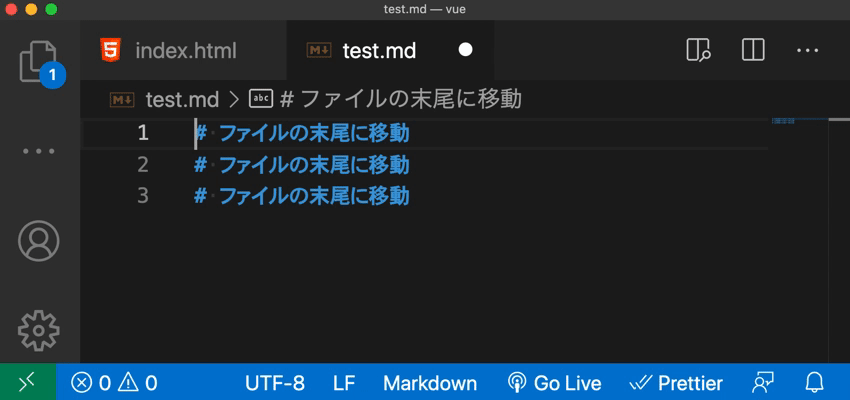 test.md — vue
index.html
test.md
test.md > # ファイルの末尾に移動
1 # ファイルの末尾に移動
2 # ファイルの末尾に移動
3 # ファイルの末尾に移動
1
0 0 UTF-8 LF Markdown Go Live Prettier